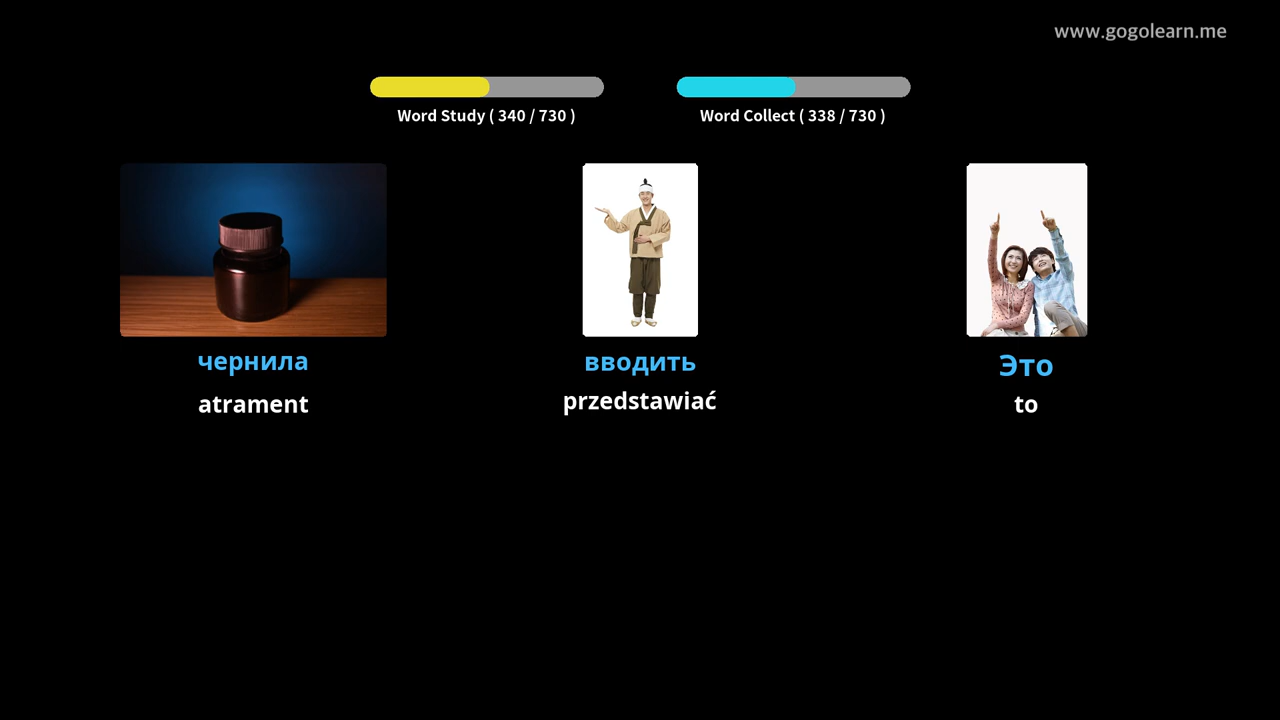 www.gogolearn.me
Word Study ( 340 / 730 )
Word Collect ( 338 / 730 )
чернила
вводить
Это
atrament
przedstawiać
to